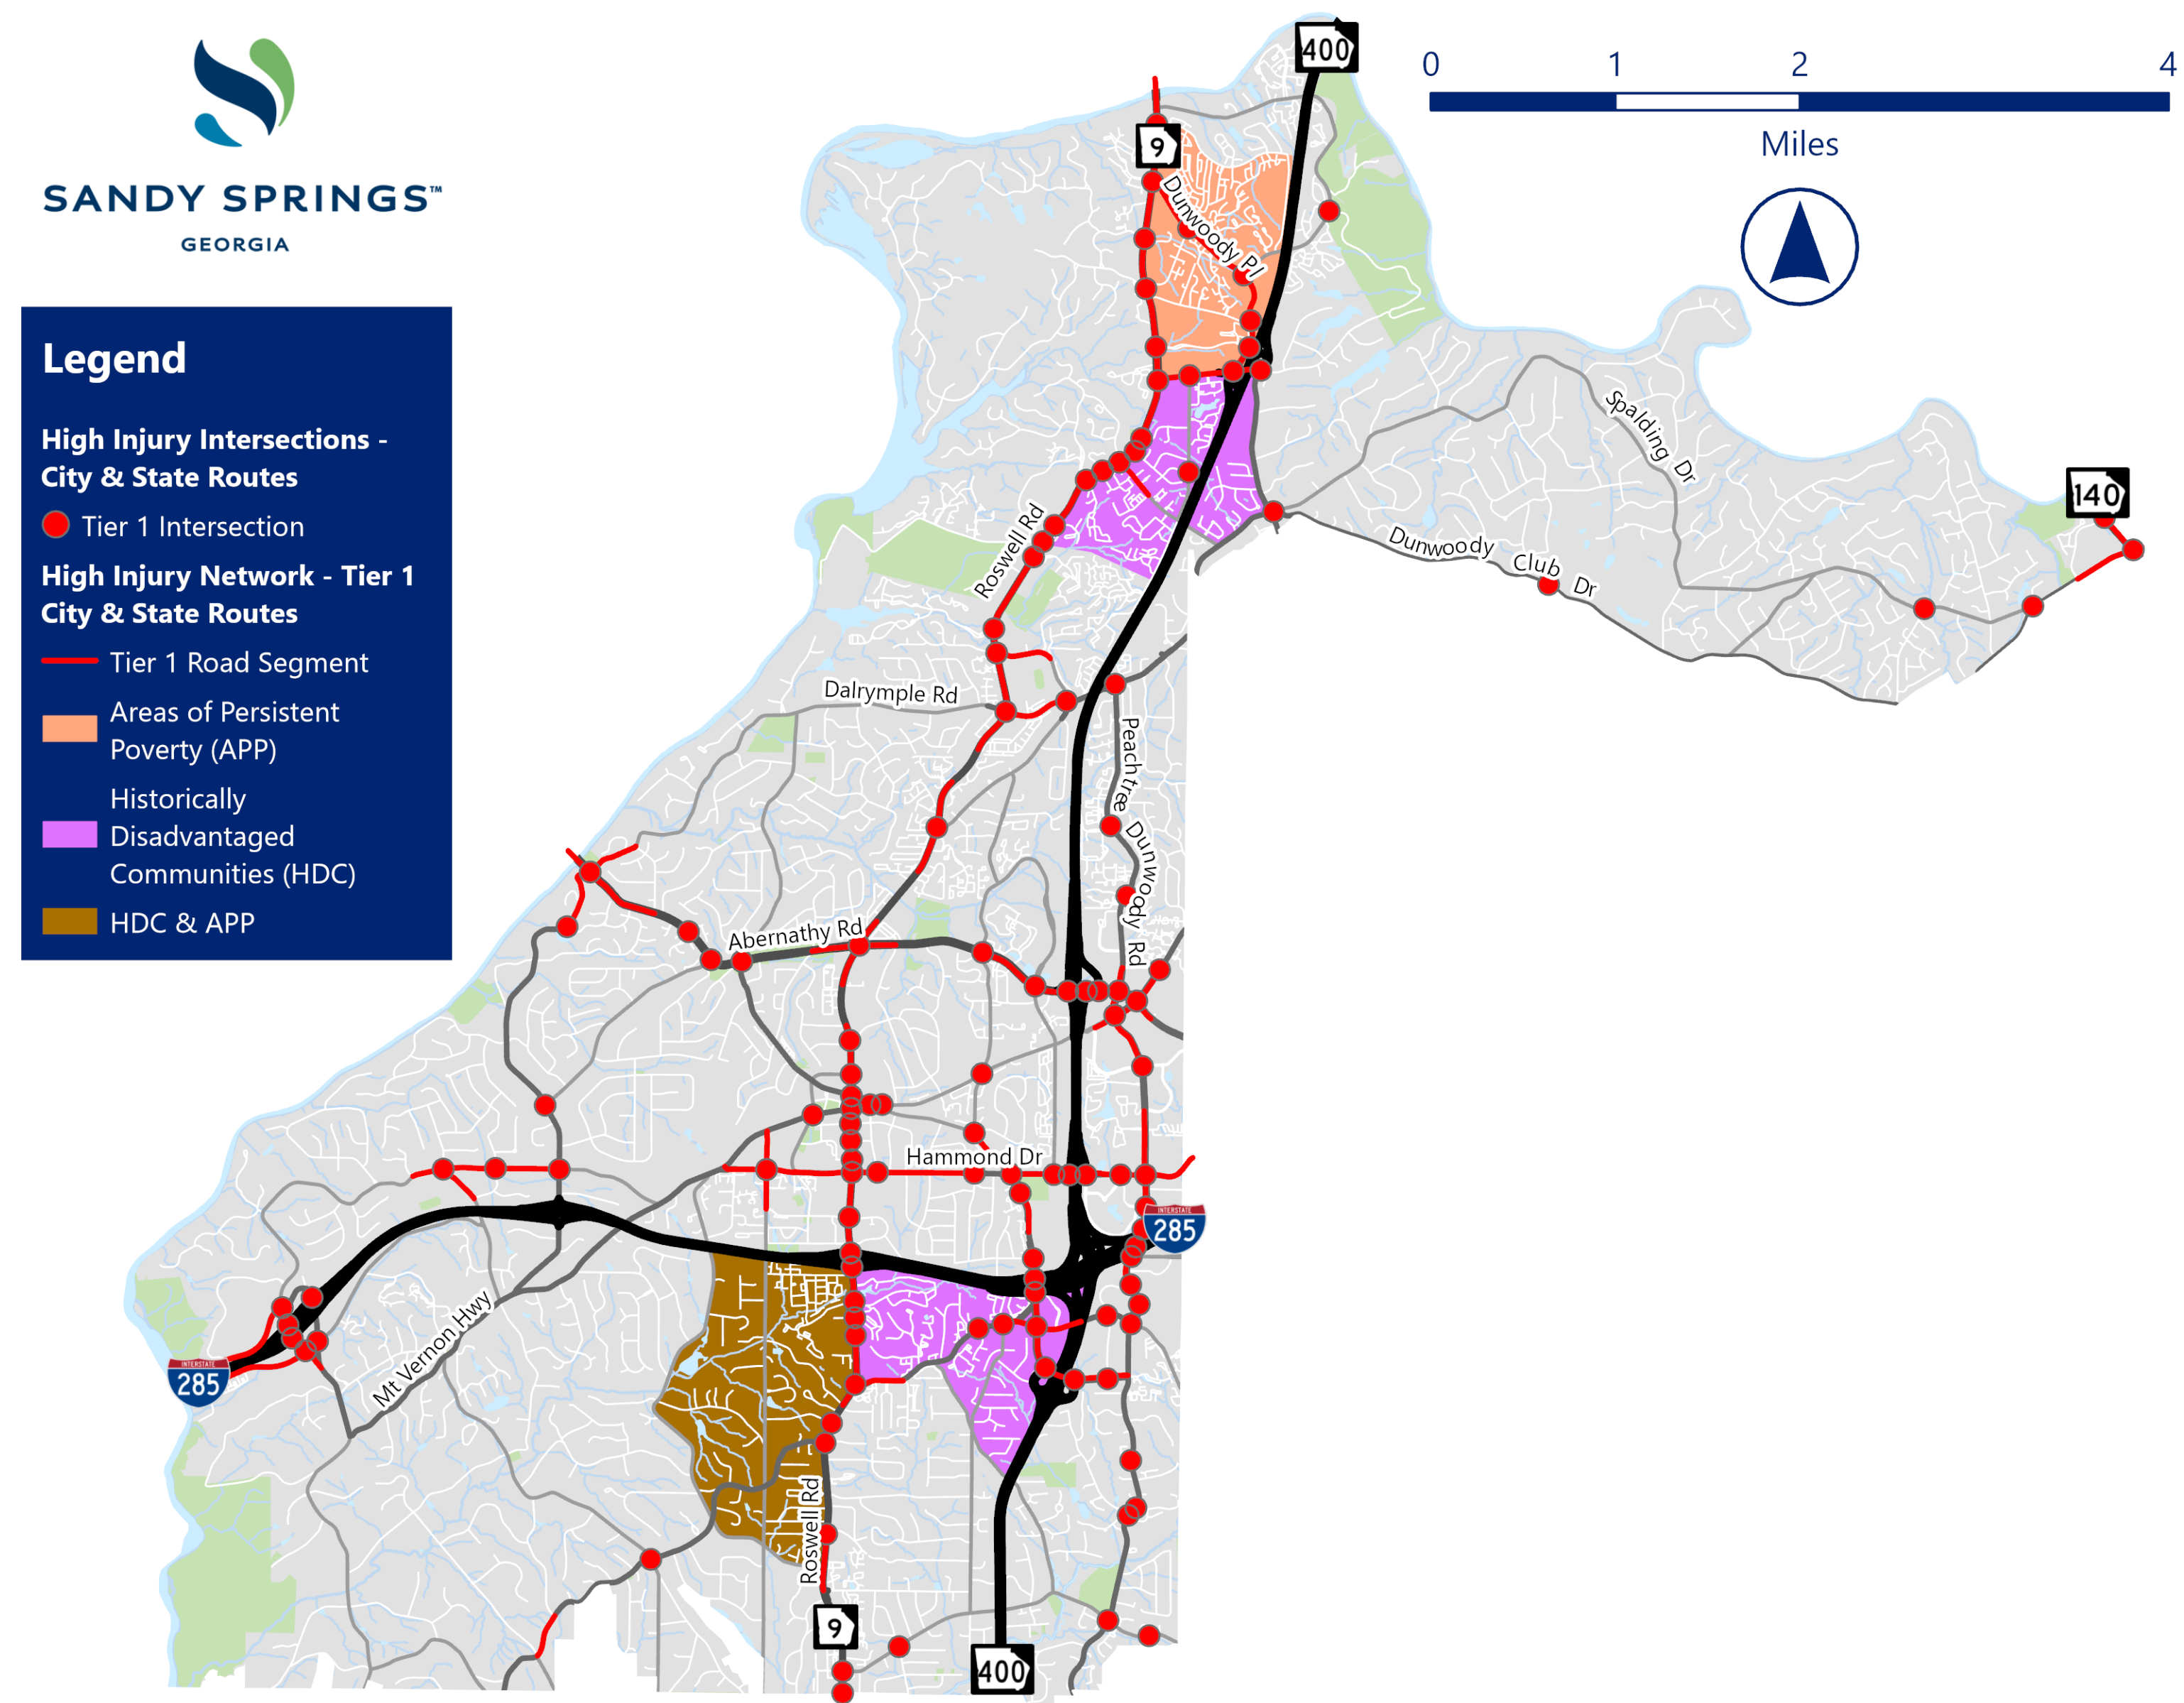 SANDY SPRINGS™
GEORGIA
Legend
High Injury Intersections -
City & State Routes
Tier 1 Intersection
High Injury Network - Tier 1
City & State Routes
Tier 1 Road Segment
Areas of Persistent
Poverty (APP)
Historically
Disadvantaged
Communities (HDC)
HDC & APP
0 1 2 4
Miles
400
9
Dunwoody Pl
Spalding Dr
140
Roswell Rd
Dunwoody Club Dr
Dalrymple Rd
Peachtree Dunwoody Rd
Abernathy Rd
Hammond Dr
INTERSTATE
285
Mt Vernon Hwy
INTERSTATE
285
Roswell Rd
9
400